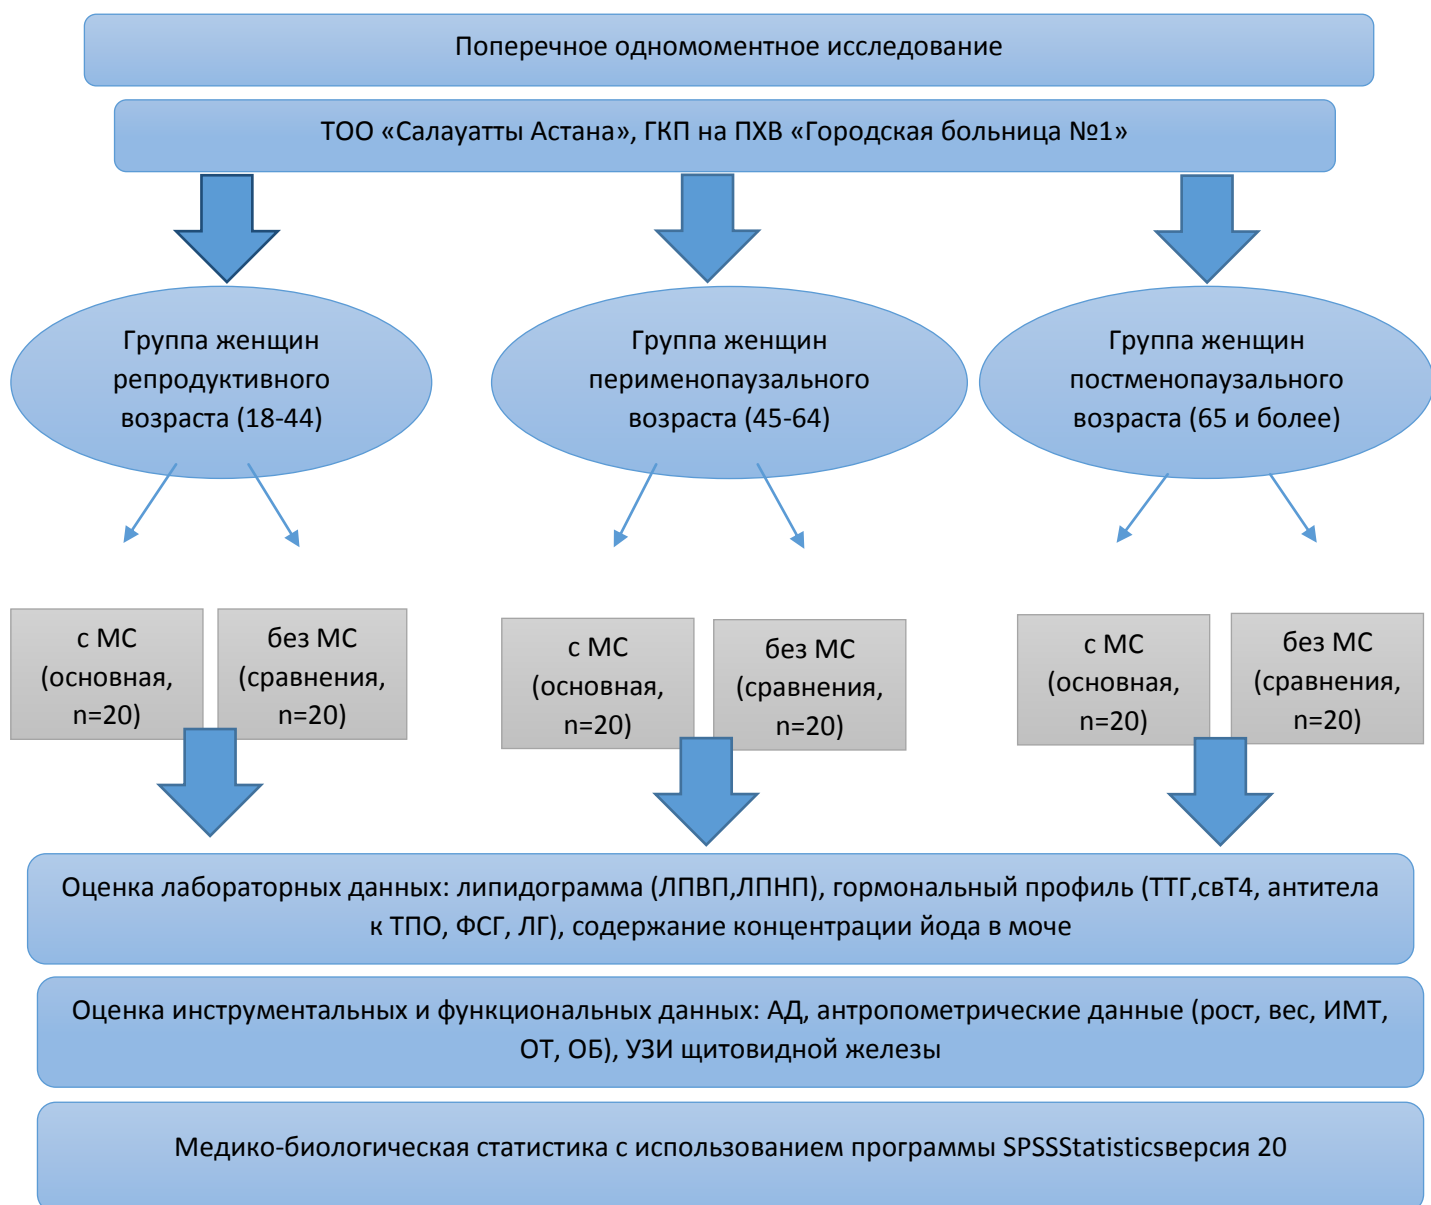 Поперечное одномоментное исследование
ТОО «Салауатты Астана», ГКП на ПХВ «Городская больница №1»
Группа женщин
репродуктивного
возраста (18-44)
Группа женщин
перименопаузального
возраста (45-64)
Группа женщин
постменопаузального
возраста (65 и более)
с МС
(основная,
n=20)
без МС
(сравнения,
n=20)
с МС
(основная,
n=20)
без МС
(сравнения,
n=20)
с МС
(основная,
n=20)
без МС
(сравнения,
n=20)
Оценка лабораторных данных: липидограмма (ЛПВП,ЛПНП), гормональный профиль (ТТГ,свТ4, антитела
к ТПО, ФСГ, ЛГ), содержание концентрации йода в моче
Оценка инструментальных и функциональных данных: АД, антропометрические данные (рост, вес, ИМТ,
ОТ, ОБ), УЗИ щитовидной железы
Медико-биологическая статистика с использованием программы SPSSStatisticsверсия 20